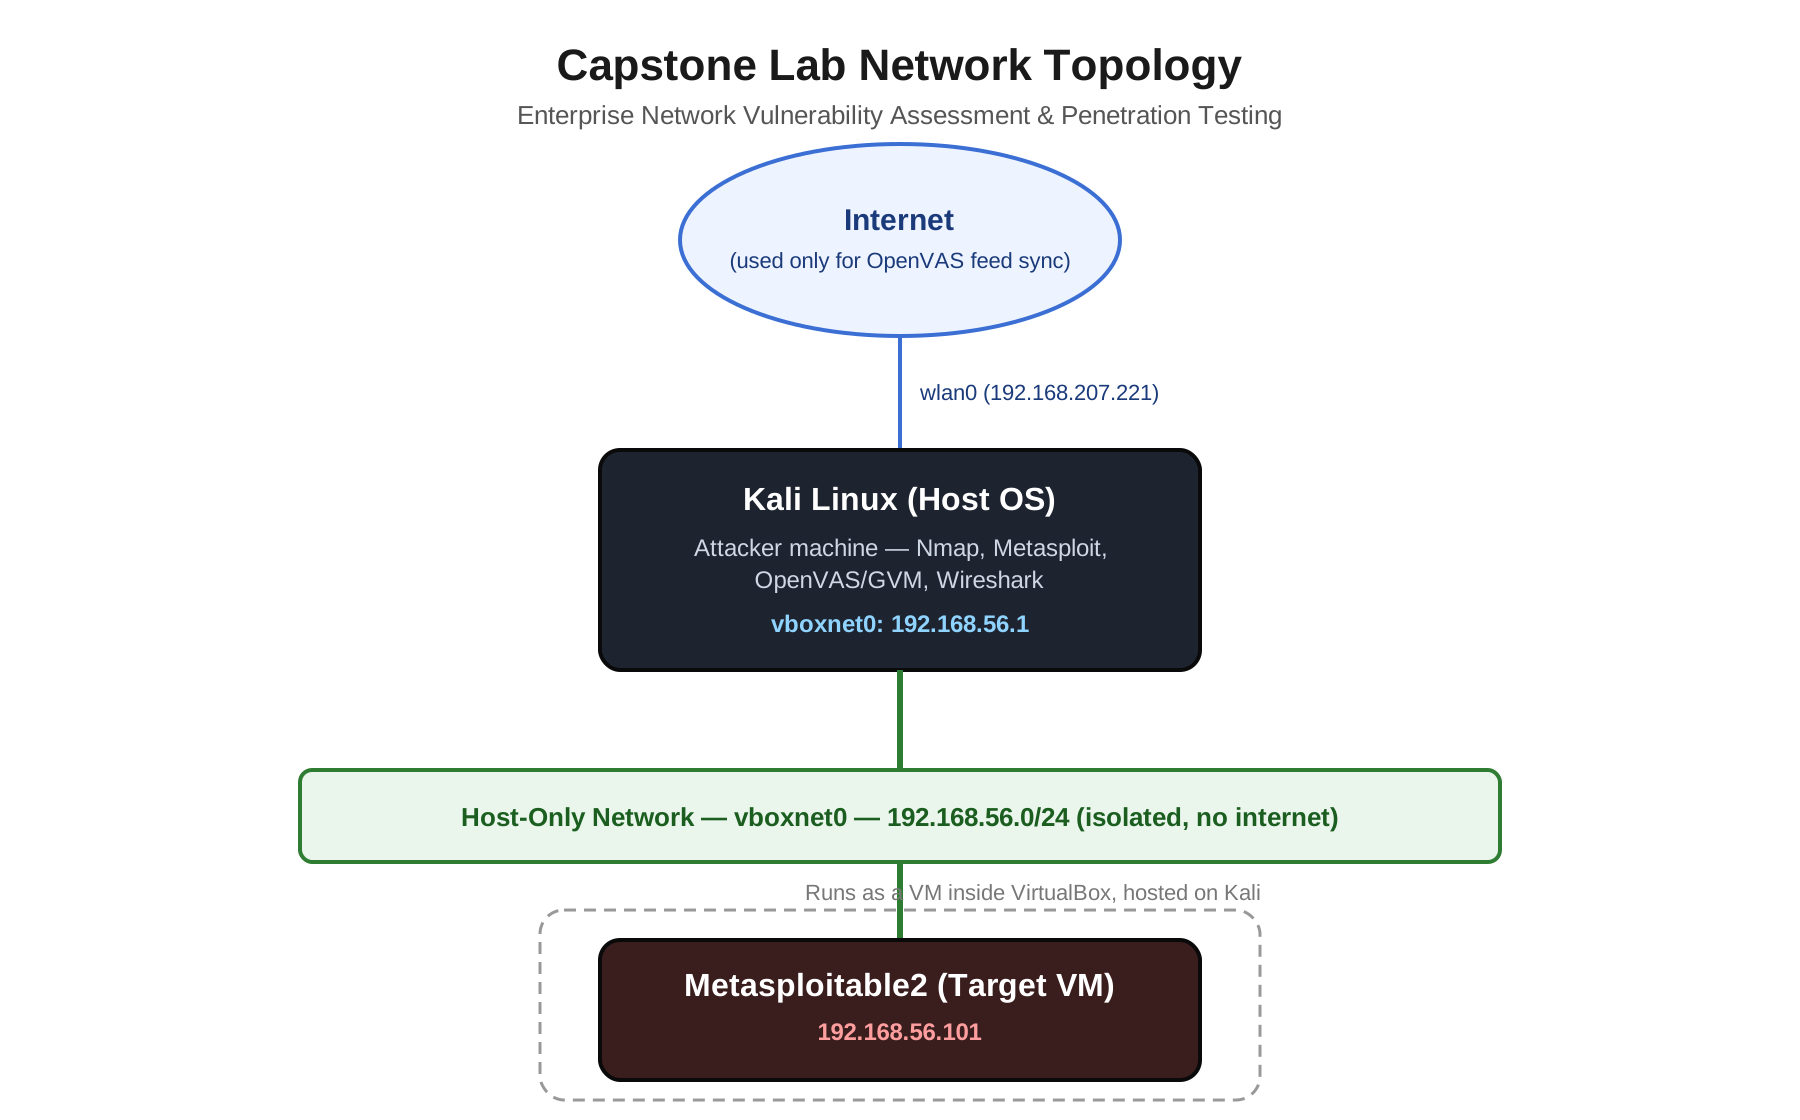 Capstone Lab Network Topology
Enterprise Network Vulnerability Assessment & Penetration Testing
Internet
(used only for OpenVAS feed sync)
wlan0 (192.168.207.221)
Kali Linux (Host OS)
Attacker machine — Nmap, Metasploit,
OpenVAS/GVM, Wireshark
vboxnet0: 192.168.56.1
Host-Only Network — vboxnet0 — 192.168.56.0/24 (isolated, no internet)
Runs as a VM inside VirtualBox, hosted on Kali
Metasploitable2 (Target VM)
192.168.56.101